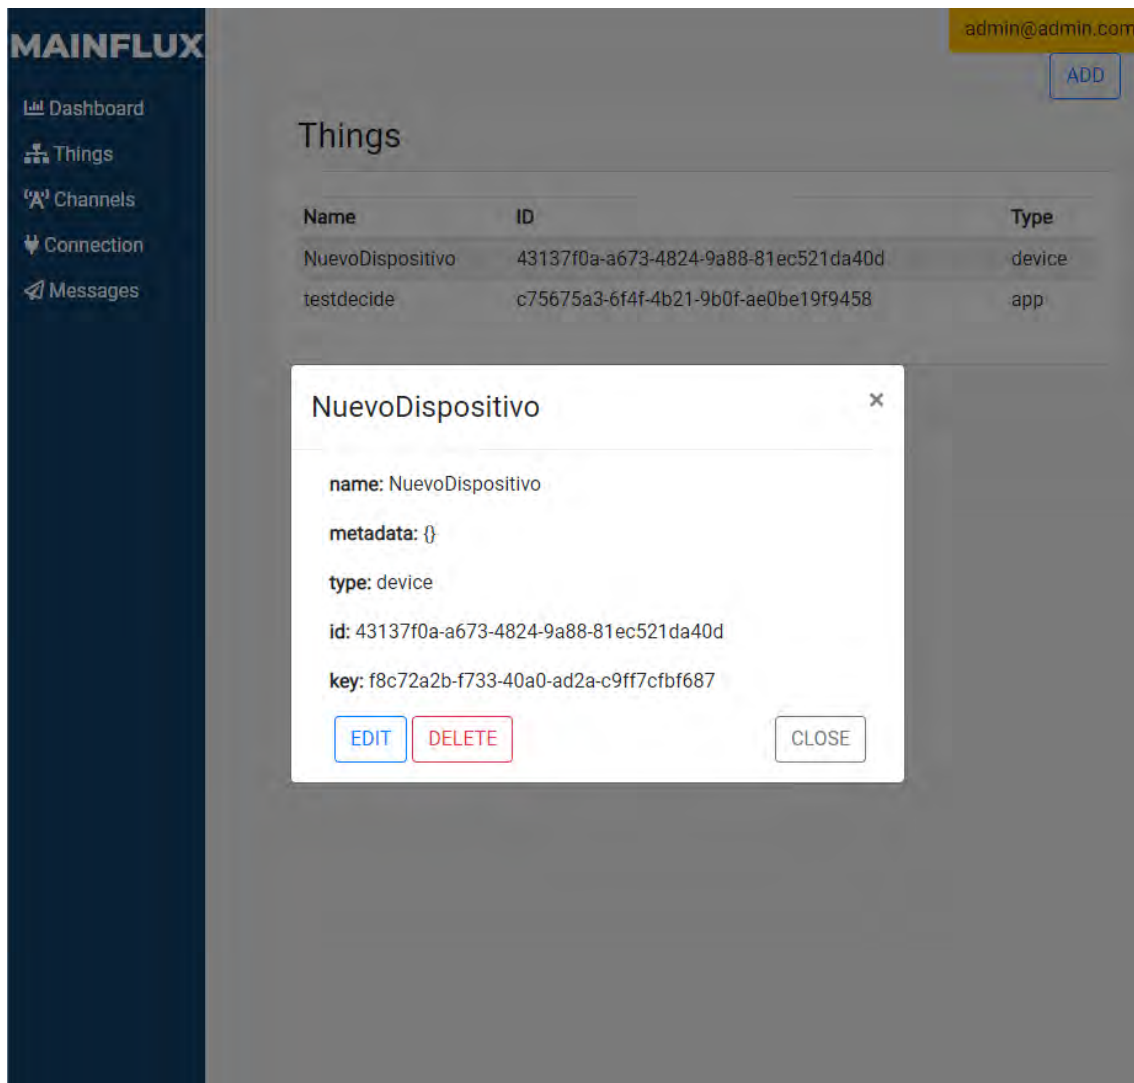 MAINFLUX
admin@admin.com
ADD
Dashboard
Things
Channels
Connection
Messages
Things
Name ID Type
NuevoDispositivo 43137f0a-a673-4824-9a88-81ec521da40d device
testdecide c75675a3-6f4f-4b21-9b0f-ae0be19f9458 app
NuevoDispositivo ×
name: NuevoDispositivo
metadata: {}
type: device
id: 43137f0a-a673-4824-9a88-81ec521da40d
key: f8c72a2b-f733-40a0-ad2a-c9ff7cfbf687
EDIT DELETE CLOSE